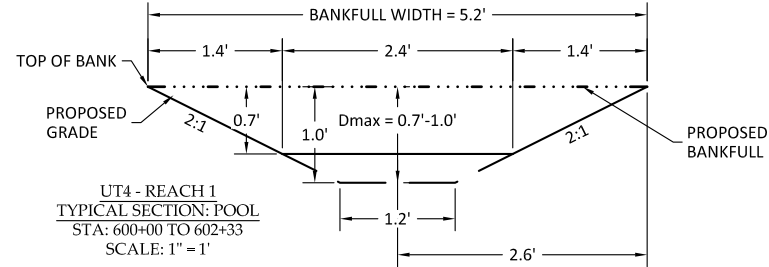 BANKFULL WIDTH = 5.2'
1.4'
2.4'
1.4'
TOP OF BANK
PROPOSED
GRADE
2:1
0.7'
1.0'
Dmax = 0.7'-1.0'
2:1
PROPOSED
BANKFULL
UT4 - REACH 1
TYPICAL SECTION: POOL
STA: 600+00 TO 602+33
SCALE: 1" = 1'
1.2'
2.6'